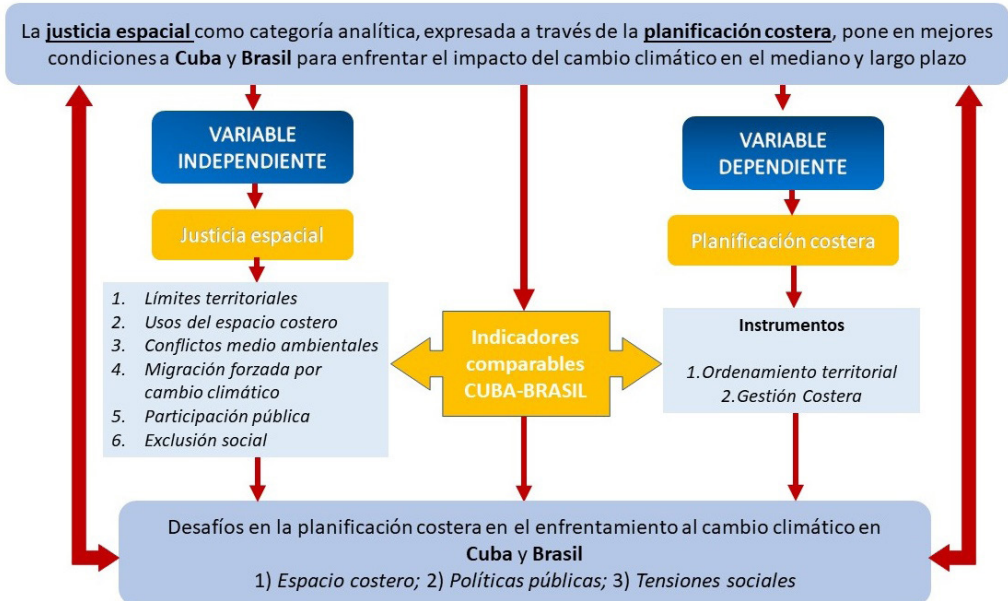 La justicia espacial como categoría analítica, expresada a través de la planificación costera, pone en mejores
condiciones a Cuba y Brasil para enfrentar el impacto del cambio climático en el mediano y largo plazo
VARIABLE
INDEPENDIENTE
Justicia espacial
1. Límites territoriales
2. Usos del espacio costero
3. Conflictos medio ambientales
4. Migración forzada por
cambio climático
5. Participación pública
6. Exclusión social
Indicadores
comparables
CUBA-BRASIL
VARIABLE
DEPENDIENTE
Planificación costera
Instrumentos
1.Ordenamiento territorial
2.Gestión Costera
Desafíos en la planificación costera en el enfrentamiento al cambio climático en
Cuba y Brasil
1) Espacio costero; 2) Políticas públicas; 3) Tensiones sociales